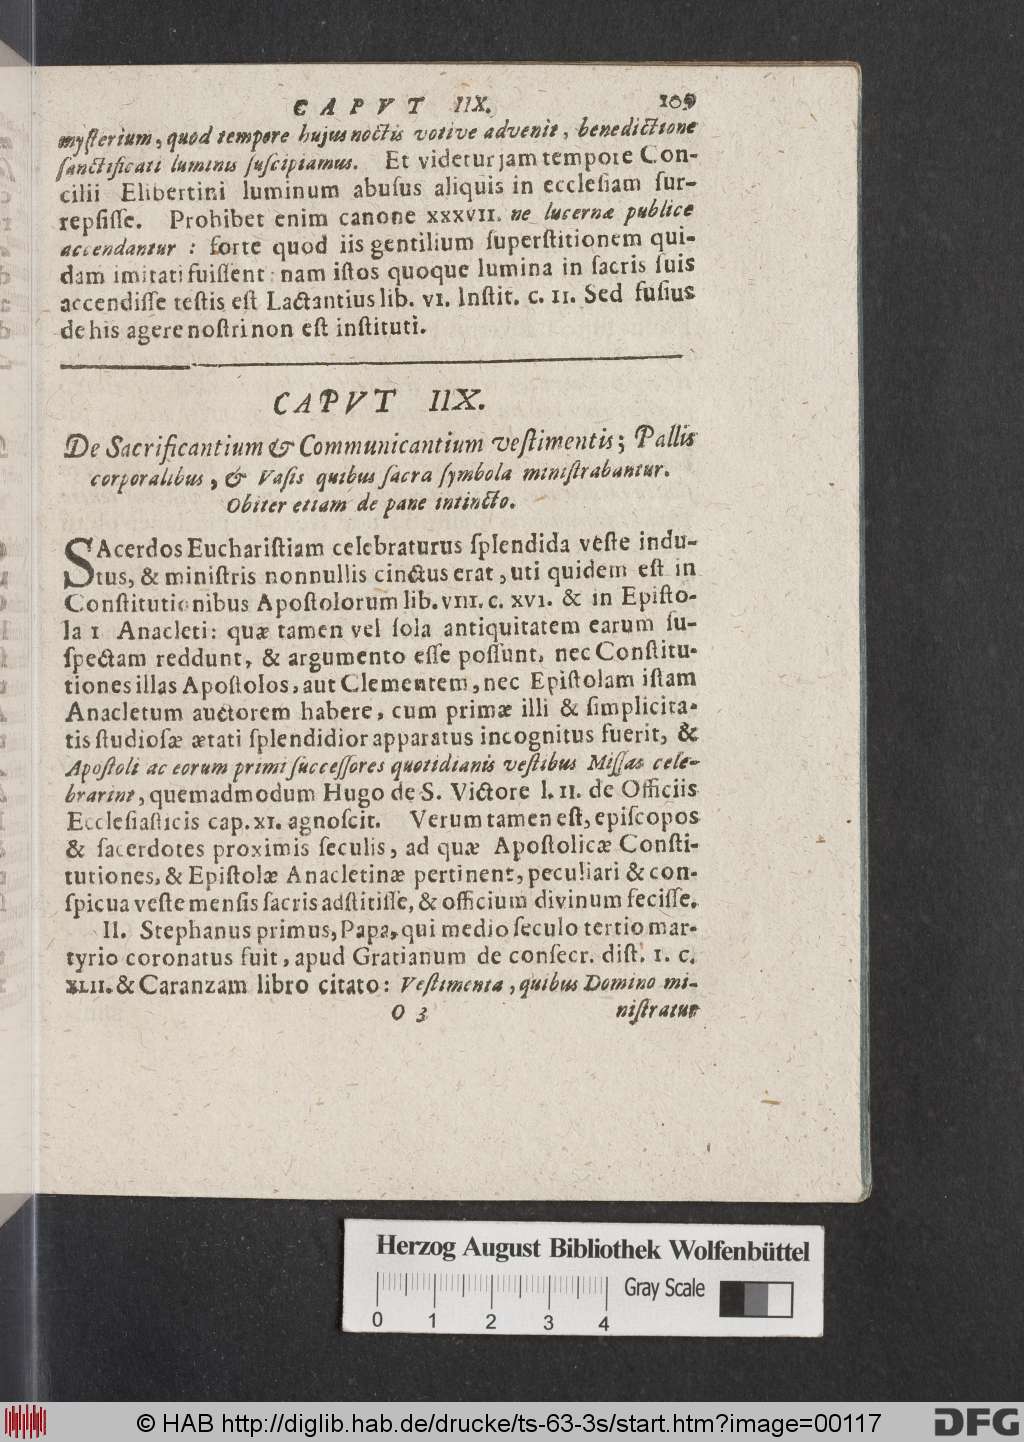 CAPVT IIX. 109
mysterium, quod tempore hujus noctis votive advenit, benedictione
sanctificati luminis suscipiamus. Et videtur jam tempore Con-
cilii Elibertini luminum abusus aliquis in ecclesiam sur-
repsisse. Prohibet enim canone XXXVII. ne lucernæ publice
accendantur: forte quod iis gentilium superstitionem qui-
dam imitati fuissent: nam istos quoque lumina in sacris suis
accendisse testis est Lactantius lib. VI. Instit. c. II. Sed fusius
de his agere nostri non est instituti.
CAPVT IIX.
De Sacrificantium & Communicantium vestimentis; Pallis
corporalibus, & Vasis quibus sacra symbola ministrabantur.
Obiter etiam de pane intincto.
SAcerdos Eucharistiam celebraturus splendida veste indu-
tus, & ministris nonnullis cinctus erat, uti quidem est in
Constitutionibus Apostolorum lib. VIII. c. XVI. & in Episto-
la I Anacleti: quæ tamen vel sola antiquitatem earum su-
spectam reddunt, & argumento esse possunt, nec Constitu-
tiones illas Apostolos, aut Clementem, nec Epistolam istam
Anacletum auctorem habere, cum primæ illi & simplicita-
tis studiosæ ætati splendidior apparatus incognitus fuerit, &
Apostoli ac eorum primi successores quotidianis vestibus Missas cele-
brarint, quemadmodum Hugo de S. Victore l. II. de Officiis
Ecclesiasticis cap. XI. agnoscit. Verum tamen est, episcopos
& sacerdotes proximis seculis, ad quæ Apostolicæ Consti-
tutiones, & Epistolæ Anacletinæ pertinent, peculiari & con-
spicua veste mensis sacris adstitisse, & officium divinum fecisse.
II. Stephanus primus, Papa, qui medio seculo tertio mar-
tyrio coronatus fuit, apud Gratianum de consecr. dist. I. c.
XLII. & Caranzam libro citato: Vestimenta, quibus Domino mi-
O 3 nistratur
Herzog August Bibliothek Wolfenbüttel
Gray Scale
0 1 2 3 4
© HAB http://diglib.hab.de/drucke/ts-63-3s/start.htm?image=00117 DFG